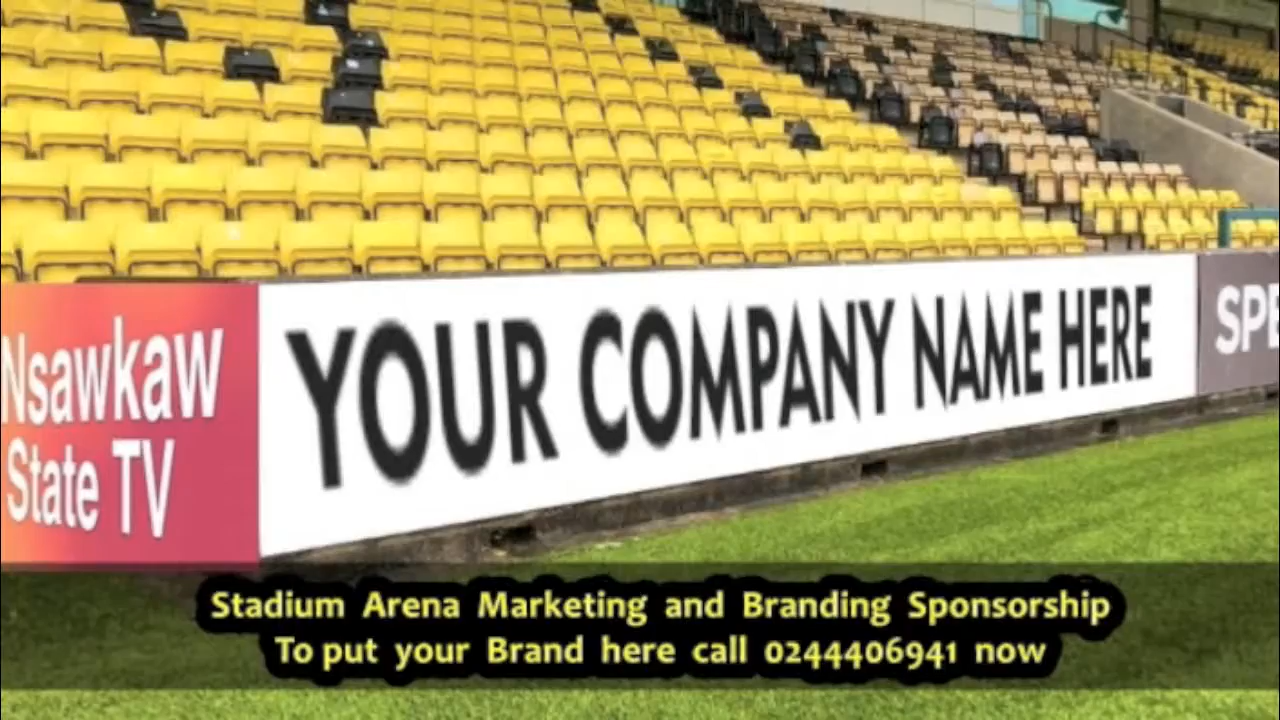 Nsawkaw
State TV
YOUR COMPANY NAME HERE
SPE
Stadium Arena Marketing and Branding Sponsorship
To put your Brand here call 0244406941 now